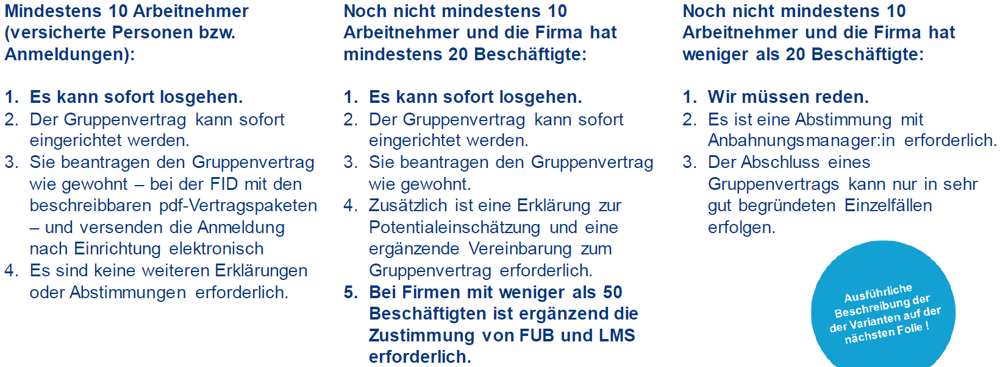 Mindestens 10 Arbeitnehmer
(versicherte Personen bzw.
Anmeldungen):
1. Es kann sofort losgehen.
2. Der Gruppenvertrag kann sofort
eingerichtet werden.
3. Sie beantragen den Gruppenvertrag
wie gewohnt – bei der FID mit den
beschreibbaren pdf-Vertragspaketen
– und versenden die Anmeldung
nach Einrichtung elektronisch
4. Es sind keine weiteren Erklärungen
oder Abstimmungen erforderlich.
Noch nicht mindestens 10
Arbeitnehmer und die Firma hat
mindestens 20 Beschäftigte:
1. Es kann sofort losgehen.
2. Der Gruppenvertrag kann sofort
eingerichtet werden.
3. Sie beantragen den Gruppenvertrag
wie gewohnt.
4. Zusätzlich ist eine Erklärung zur
Potentialeinschätzung und eine
ergänzende Vereinbarung zum
Gruppenvertrag erforderlich.
5. Bei Firmen mit weniger als 50
Beschäftigten ist ergänzend die
Zustimmung von FUB und LMS
erforderlich.
Noch nicht mindestens 10
Arbeitnehmer und die Firma hat
weniger als 20 Beschäftigte:
1. Wir müssen reden.
2. Es ist eine Abstimmung mit
Anbahnungsmanager:in erforderlich.
3. Der Abschluss eines
Gruppenvertrags kann nur in sehr
gut begründeten Einzelfällen
erfolgen.
Ausführliche
Beschreibung der
der Varianten auf der
nächsten Folie !